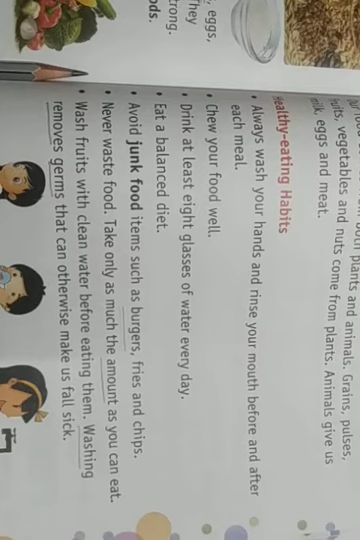 , eggs,
They
trong.
ods.
both plants and animals. Grains, pulses,
fruits, vegetables and nuts come from plants. Animals give us
milk, eggs and meat.
Healthy-eating Habits
• Always wash your hands and rinse your mouth before and after
each meal.
• Chew your food well.
• Drink at least eight glasses of water every day.
• Eat a balanced diet.
• Avoid junk food items such as burgers, fries and chips.
• Never waste food. Take only as much the amount as you can eat.
• Wash fruits with clean water before eating them. Washing
removes germs that can otherwise make us fall sick.